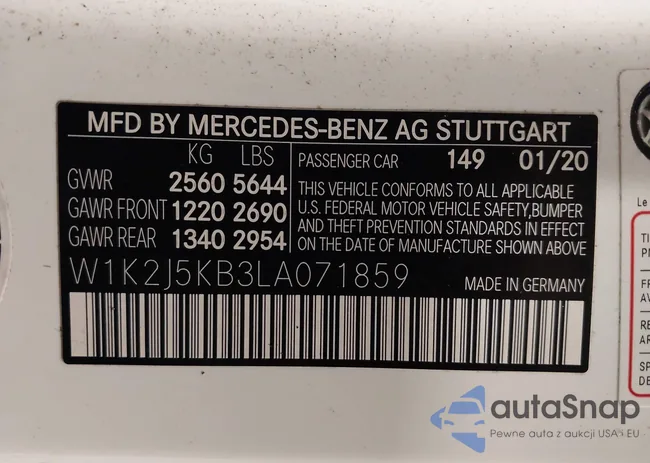 MFD BY MERCEDES-BENZ AG STUTTGART
KG LBS
GVWR 2560 5644
GAWR FRONT 1220 2690
GAWR REAR 1340 2954
PASSENGER CAR 149 01/20
THIS VEHICLE CONFORMS TO ALL APPLICABLE
U.S. FEDERAL MOTOR VEHICLE SAFETY,BUMPER
AND THEFT PREVENTION STANDARDS IN EFFECT
ON THE DATE OF MANUFACTURE SHOWN ABOVE
W1K2J5KB3LA071859
MADE IN GERMANY
Le
autaSnap
Pewne auta z aukcji USA i EU